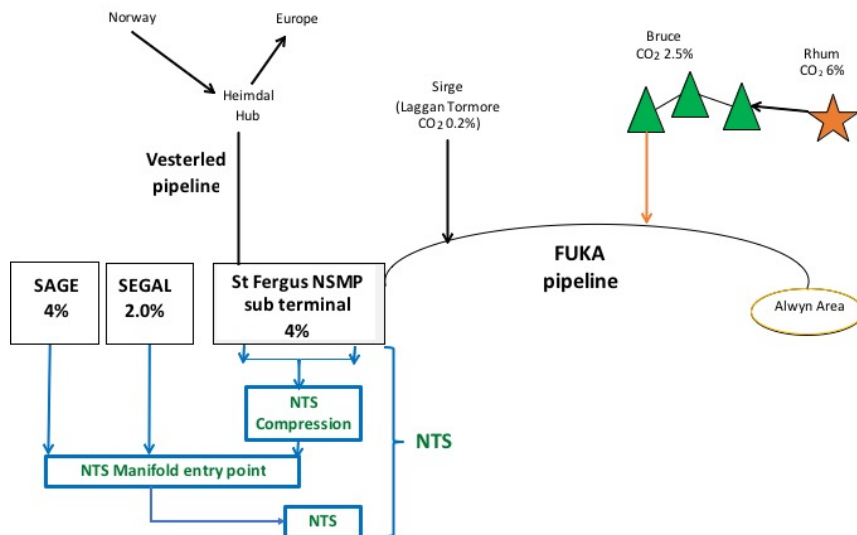 Norway
Europe
Heimdal
Hub
Vesterled
pipeline
Sirge
(Laggan Tormore
CO2 0.2%)
Bruce
CO2 2.5%
Rhum
CO2 6%
FUKA
pipeline
Alwyn Area
SAGE
4%
SEGAL
2.0%
St Fergus NSMP
sub terminal
4%
NTS
Compression
NTS
NTS Manifold entry point
NTS